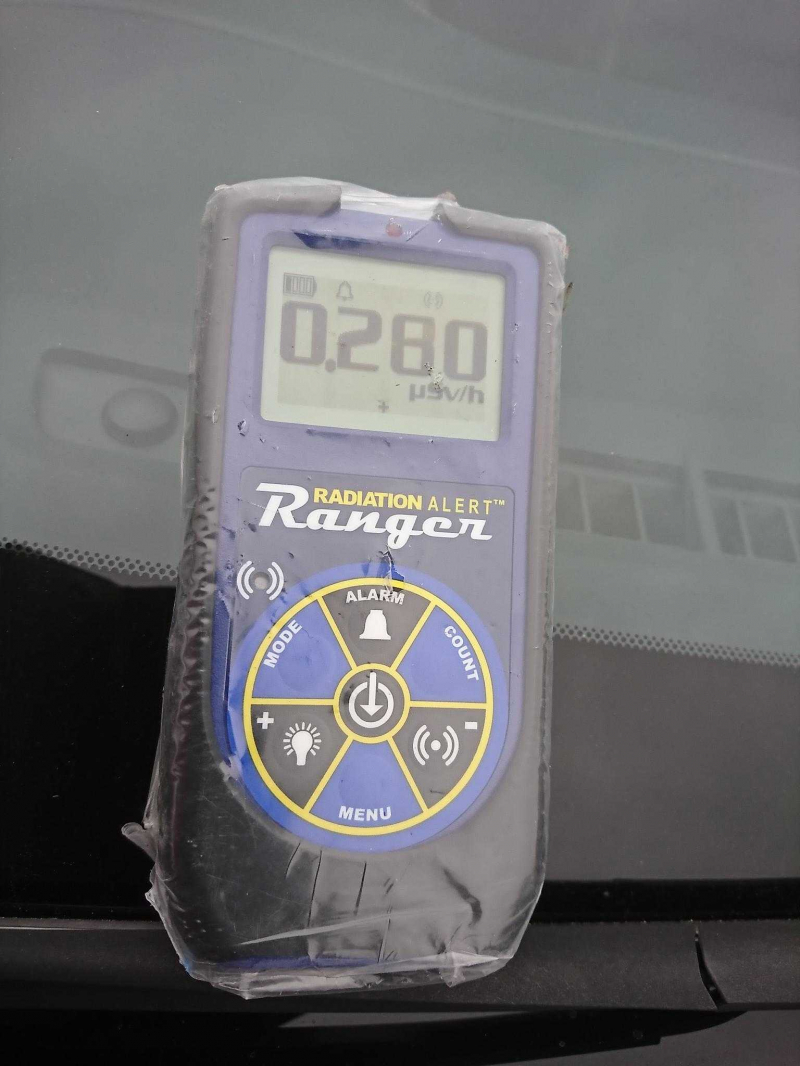 0.280
µSv/h
+
RADIATION ALERT™
Ranger
ALARM
MODE
COUNT
+
-
MENU